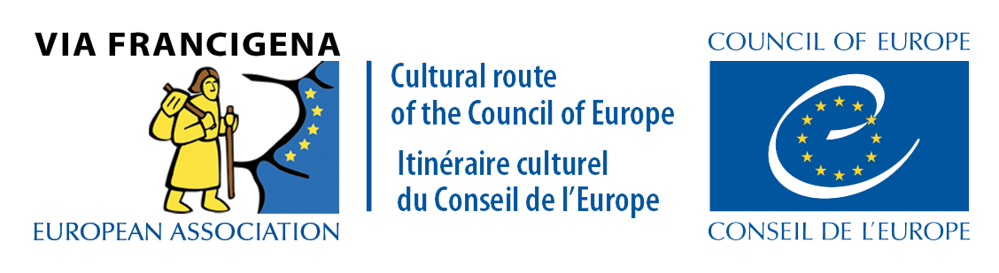 VIA FRANCIGENA
EUROPEAN ASSOCIATION
Cultural route
of the Council of Europe
Itinéraire culturel
du Conseil de l’Europe
COUNCIL OF EUROPE
CONSEIL DE L’EUROPE